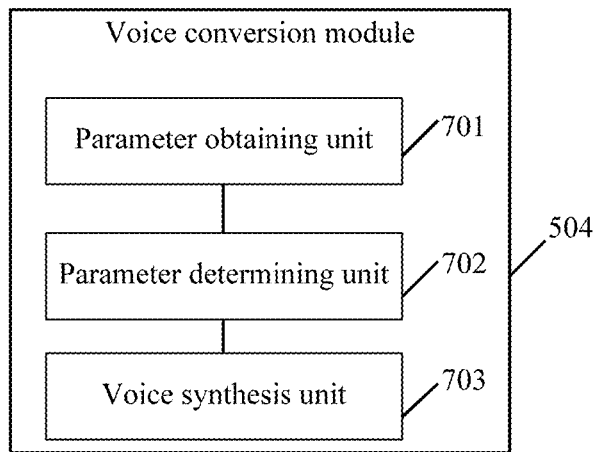 Voice conversion module
Parameter obtaining unit
701
504
Parameter determining unit
702
Voice synthesis unit
703